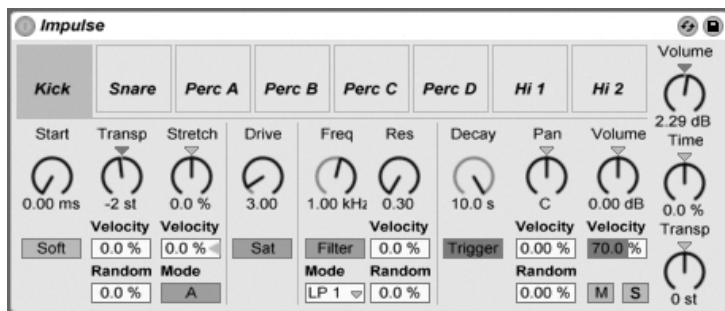 Impulse
Volume
Kick Snare Perc A Perc B Perc C Perc D Hi 1 Hi 2
2.29 dB
Start Transp Stretch Drive Freq Res Decay Pan Volume Time
0.00 ms -2 st 0.0 % 3.00 1.00 kHz 0.30 10.0 s C 0.00 dB 0.0 %
Velocity Velocity Velocity Velocity Velocity Transp
Soft 0.0 % 0.0 % Sat Filter 0.0 % Trigger 0.00 % 70.0 %
Random Mode Mode Random Random
0.0 % A LP 1 0.0 % 0.00 % M S 0 st